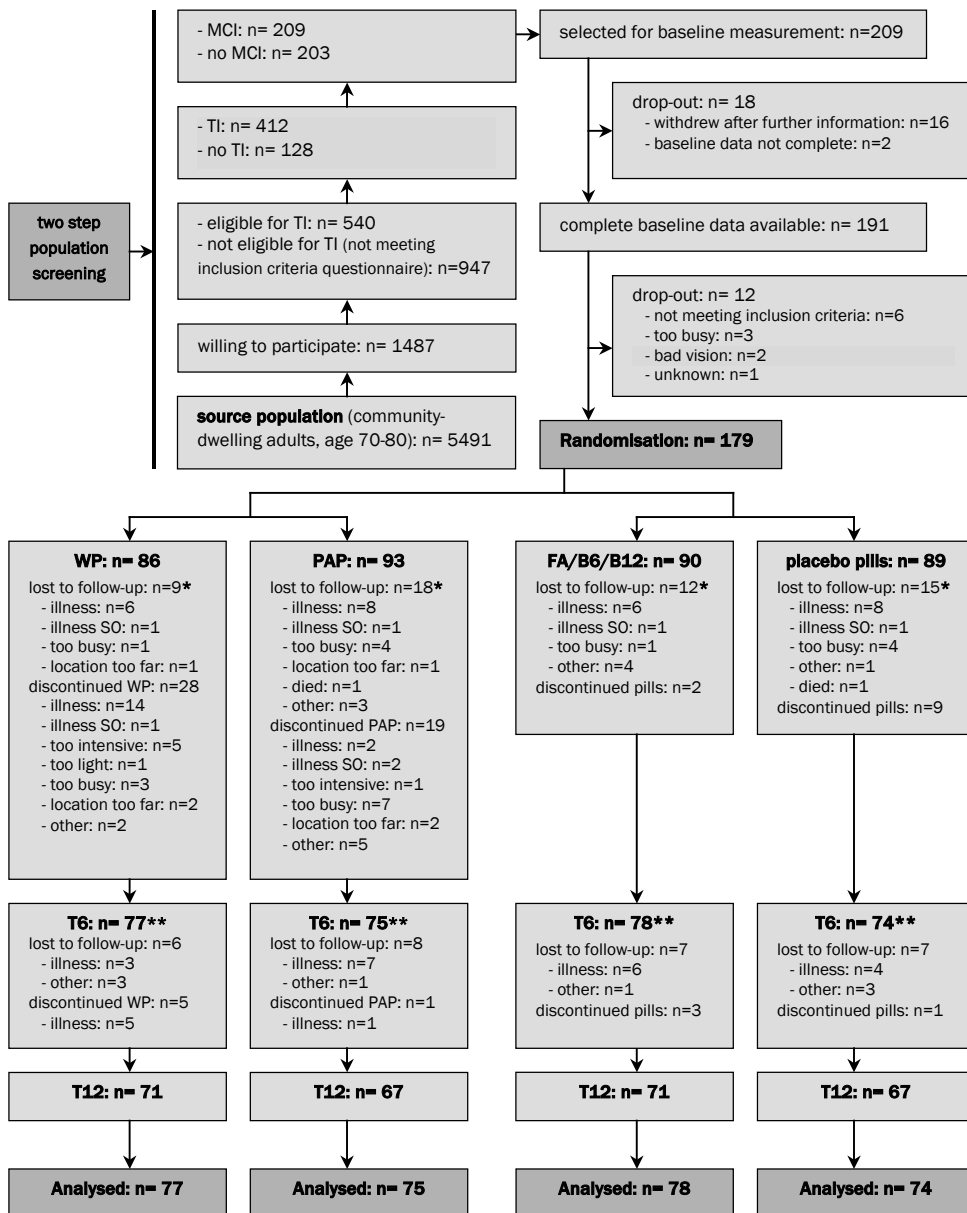 - MCI: n= 209
- no MCI: n= 203
- TI: n= 412
- no TI: n= 128
two step
population
screening
- eligible for TI: n= 540
- not eligible for TI (not meeting
inclusion criteria questionnaire): n=947
willing to participate: n= 1487
source population (community-
dwelling adults, age 70-80): n= 5491
selected for baseline measurement: n=209
drop-out: n= 18
- withdrew after further information: n=16
- baseline data not complete: n=2
complete baseline data available: n= 191
drop-out: n= 12
- not meeting inclusion criteria: n=6
- too busy: n=3
- bad vision: n=2
- unknown: n=1
Randomisation: n= 179
WP: n= 86
lost to follow-up: n=9*
- illness: n=6
- illness SO: n=1
- too busy: n=1
- location too far: n=1
discontinued WP: n=28
- illness: n=14
- illness SO: n=1
- too intensive: n=5
- too light: n=1
- too busy: n=3
- location too far: n=2
- other: n=2
PAP: n= 93
lost to follow-up: n=18*
- illness: n=8
- illness SO: n=1
- too busy: n=4
- location too far: n=1
- died: n=1
- other: n=3
discontinued PAP: n=19
- illness: n=2
- illness SO: n=2
- too intensive: n=1
- too busy: n=7
- location too far: n=2
- other: n=5
FA/B6/B12: n= 90
lost to follow-up: n=12*
- illness: n=6
- illness SO: n=1
- too busy: n=1
- other: n=4
discontinued pills: n=2
placebo pills: n= 89
lost to follow-up: n=15*
- illness: n=8
- illness SO: n=1
- too busy: n=4
- other: n=1
- died: n=1
discontinued pills: n=9
T6: n= 77**
lost to follow-up: n=6
- illness: n=3
- other: n=3
discontinued WP: n=5
- illness: n=5
T6: n= 75**
lost to follow-up: n=8
- illness: n=7
- other: n=1
discontinued PAP: n=1
- illness: n=1
T6: n= 78**
lost to follow-up: n=7
- illness: n=6
- other: n=1
discontinued pills: n=3
T6: n= 74**
lost to follow-up: n=7
- illness: n=4
- other: n=3
discontinued pills: n=1
T12: n= 71
T12: n= 67
T12: n= 71
T12: n= 67
Analysed: n= 77
Analysed: n= 75
Analysed: n= 78
Analysed: n= 74